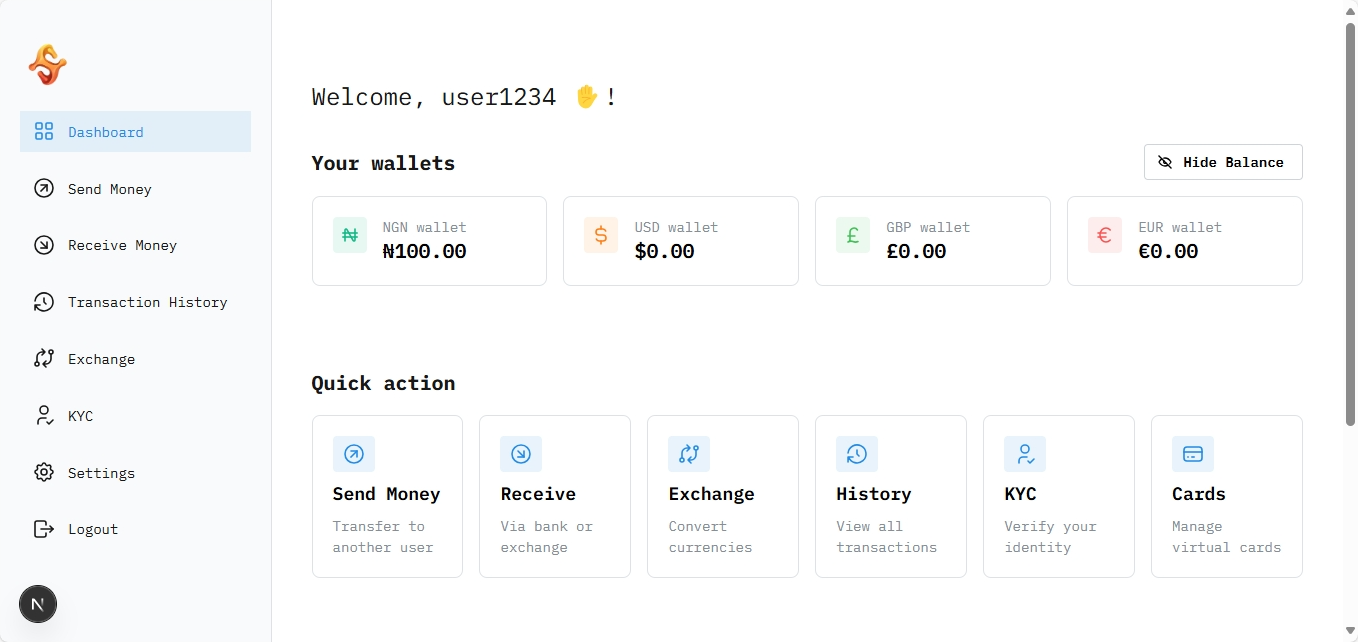 Welcome, user1234 ✋!
Dashboard
Send Money
Receive Money
Transaction History
Exchange
KYC
Settings
Logout
N
Your wallets
Hide Balance
₦
NGN wallet
₦100.00
$
USD wallet
$0.00
£
GBP wallet
£0.00
€
EUR wallet
€0.00
Quick action
Send Money
Transfer to
another user
Receive
Via bank or
exchange
Exchange
Convert
currencies
History
View all
transactions
KYC
Verify your
identity
Cards
Manage
virtual cards